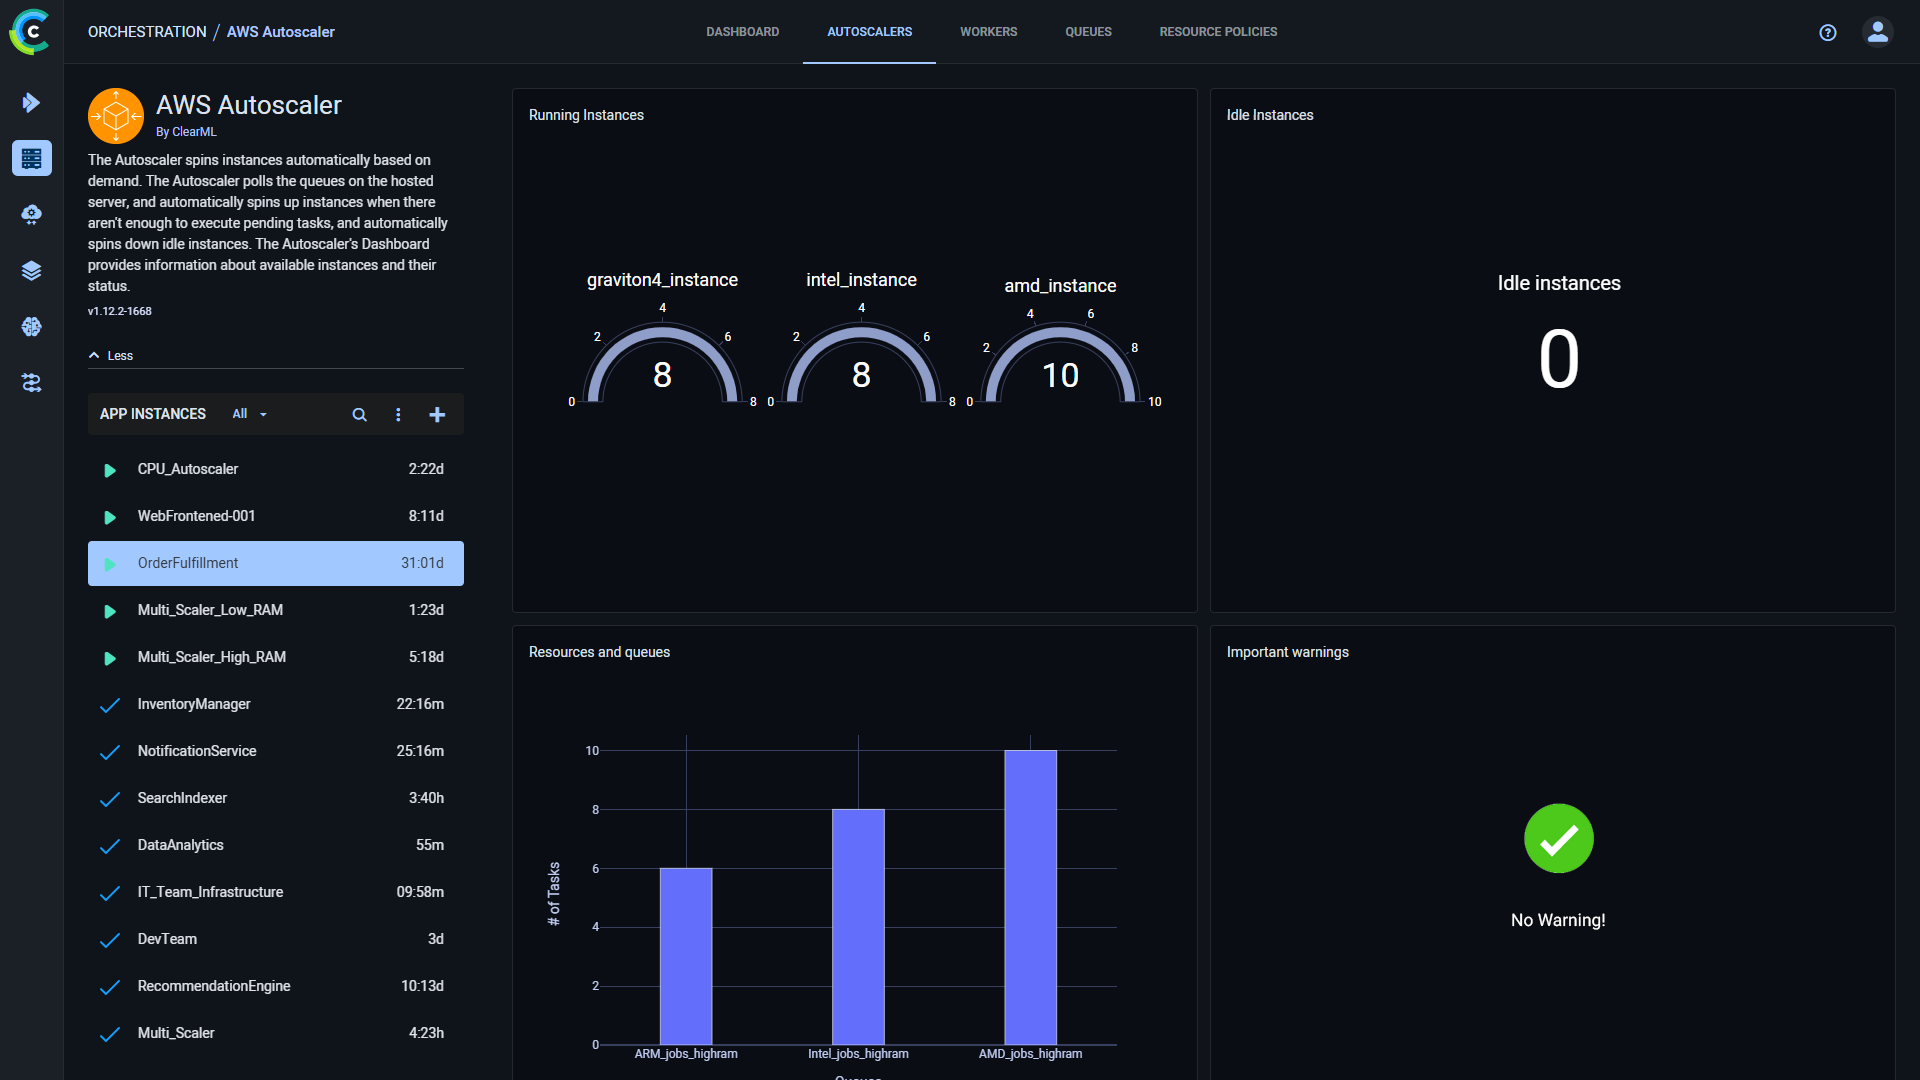 ORCHESTRATION / AWS Autoscaler
DASHBOARD
AUTOSCALERS
WORKERS
QUEUES
RESOURCE POLICIES
AWS Autoscaler
By ClearML
The Autoscaler spins instances automatically based on
demand. The Autoscaler polls the queues on the hosted
server, and automatically spins up instances when there
aren't enough to execute pending tasks, and automatically
spins down idle instances. The Autoscaler's Dashboard
provides information about available instances and their
status.
v1.12.2-1668
Less
APP INSTANCES All
CPU_Autoscaler 2:22d
WebFrontened-001 8:11d
OrderFulfillment 31:01d
Multi_Scaler_Low_RAM 1:23d
Multi_Scaler_High_RAM 5:18d
InventoryManager 22:16m
NotificationService 25:16m
SearchIndexer 3:40h
DataAnalytics 55m
IT_Team_Infrastructure 09:58m
DevTeam 3d
RecommendationEngine 10:13d
Multi_Scaler 4:23h
Running Instances
graviton4_instance
4
2 6
8
0 8
intel_instance
4
2 6
8
0 8
amd_instance
4 6
2 8
10
0 10
Idle Instances
Idle instances
0
Resources and queues
10
8
6
4
2
0
# of Tasks
ARM_jobs_highram Intel_jobs_highram AMD_jobs_highram
Queues
Important warnings
No Warning!